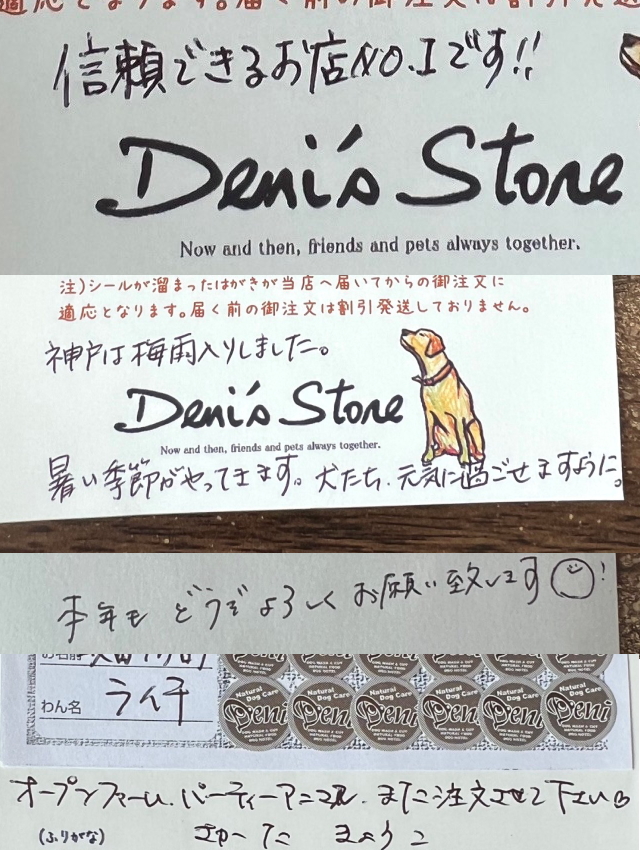 信頼できるお店NO.1です!!
Deni's Store
Now and then, friends and pets always together.
注)シールが溜まったはがきが当店へ届いてからの御注文に
適応となります。届く前の御注文は割引発送しておりません。
神戸は梅雨入りしました。
Deni's Store
Now and then, friends and pets always together.
暑い季節がやってきます。犬たち、元気に過ごせますように。
本年もどうぞよろしくお願い致します!
わん名 ライチ
Natural Dog Care
Deni
オープンファーム、パーティーアニマル、また注文させて下さい
(ふりがな)